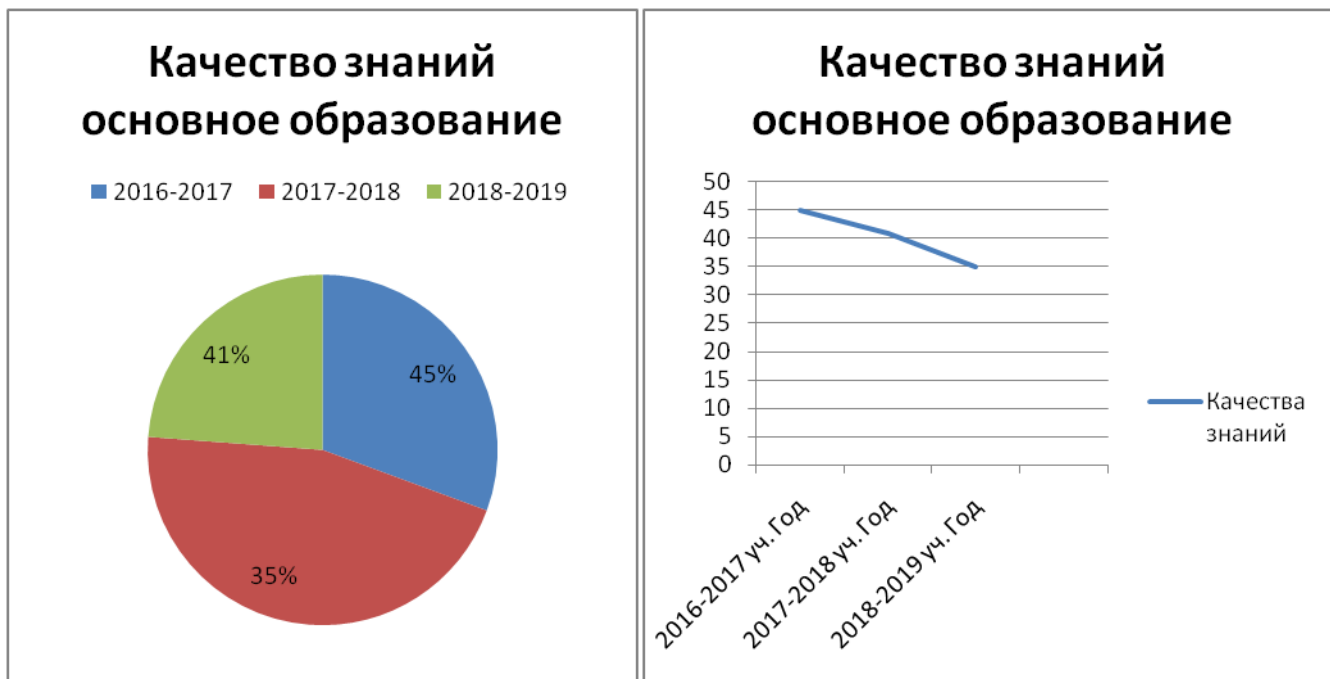 Качество знаний
основное образование
2016-2017 2017-2018 2018-2019
41%
45%
35%
Качество знаний
основное образование
50
45
40
35
30
25
20
15
10
5
0
2016-2017 уч. Год
2017-2018 уч. Год
2018-2019 уч. Год
Качества
знаний